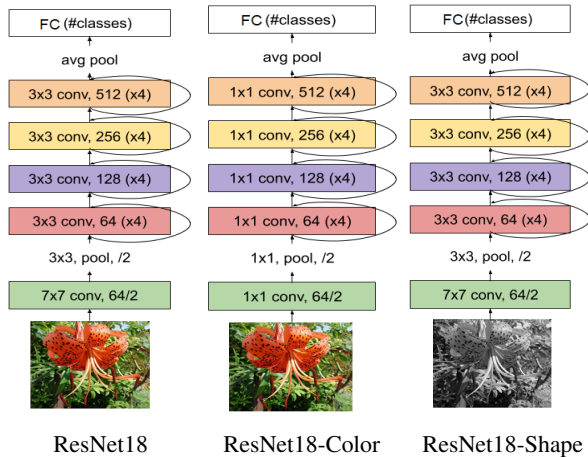 FC (#classes)
avg pool
3x3 conv, 512 (x4)
3x3 conv, 256 (x4)
3x3 conv, 128 (x4)
3x3 conv, 64 (x4)
3x3, pool, /2
7x7 conv, 64/2
ResNet18
FC (#classes)
avg pool
1x1 conv, 512 (x4)
1x1 conv, 256 (x4)
1x1 conv, 128 (x4)
1x1 conv, 64 (x4)
1x1, pool, /2
1x1 conv, 64/2
ResNet18-Color
FC (#classes)
avg pool
3x3 conv, 512 (x4)
3x3 conv, 256 (x4)
3x3 conv, 128 (x4)
3x3 conv, 64 (x4)
3x3, pool, /2
7x7 conv, 64/2
ResNet18-Shape